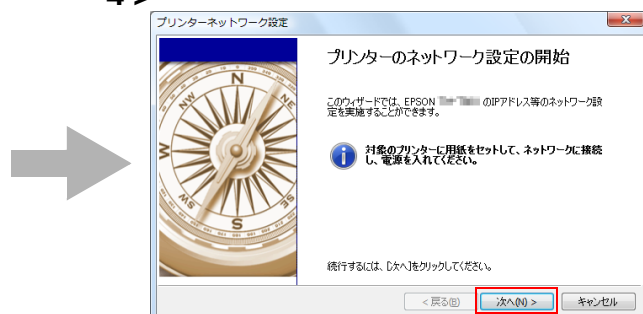 プリンターネットワーク設定
プリンターのネットワーク設定の開始
このウィザードでは、EPSON のIPアドレス等のネットワーク設
定を実施することができます。
対象のプリンターに用紙をセットして、ネットワークに接続
し、電源を入れてください。
続行するには、[次へ]をクリックしてください。
< 戻る(B)
次へ(N) >
キャンセル
N
NE
E
SE
S
SW
W
NW